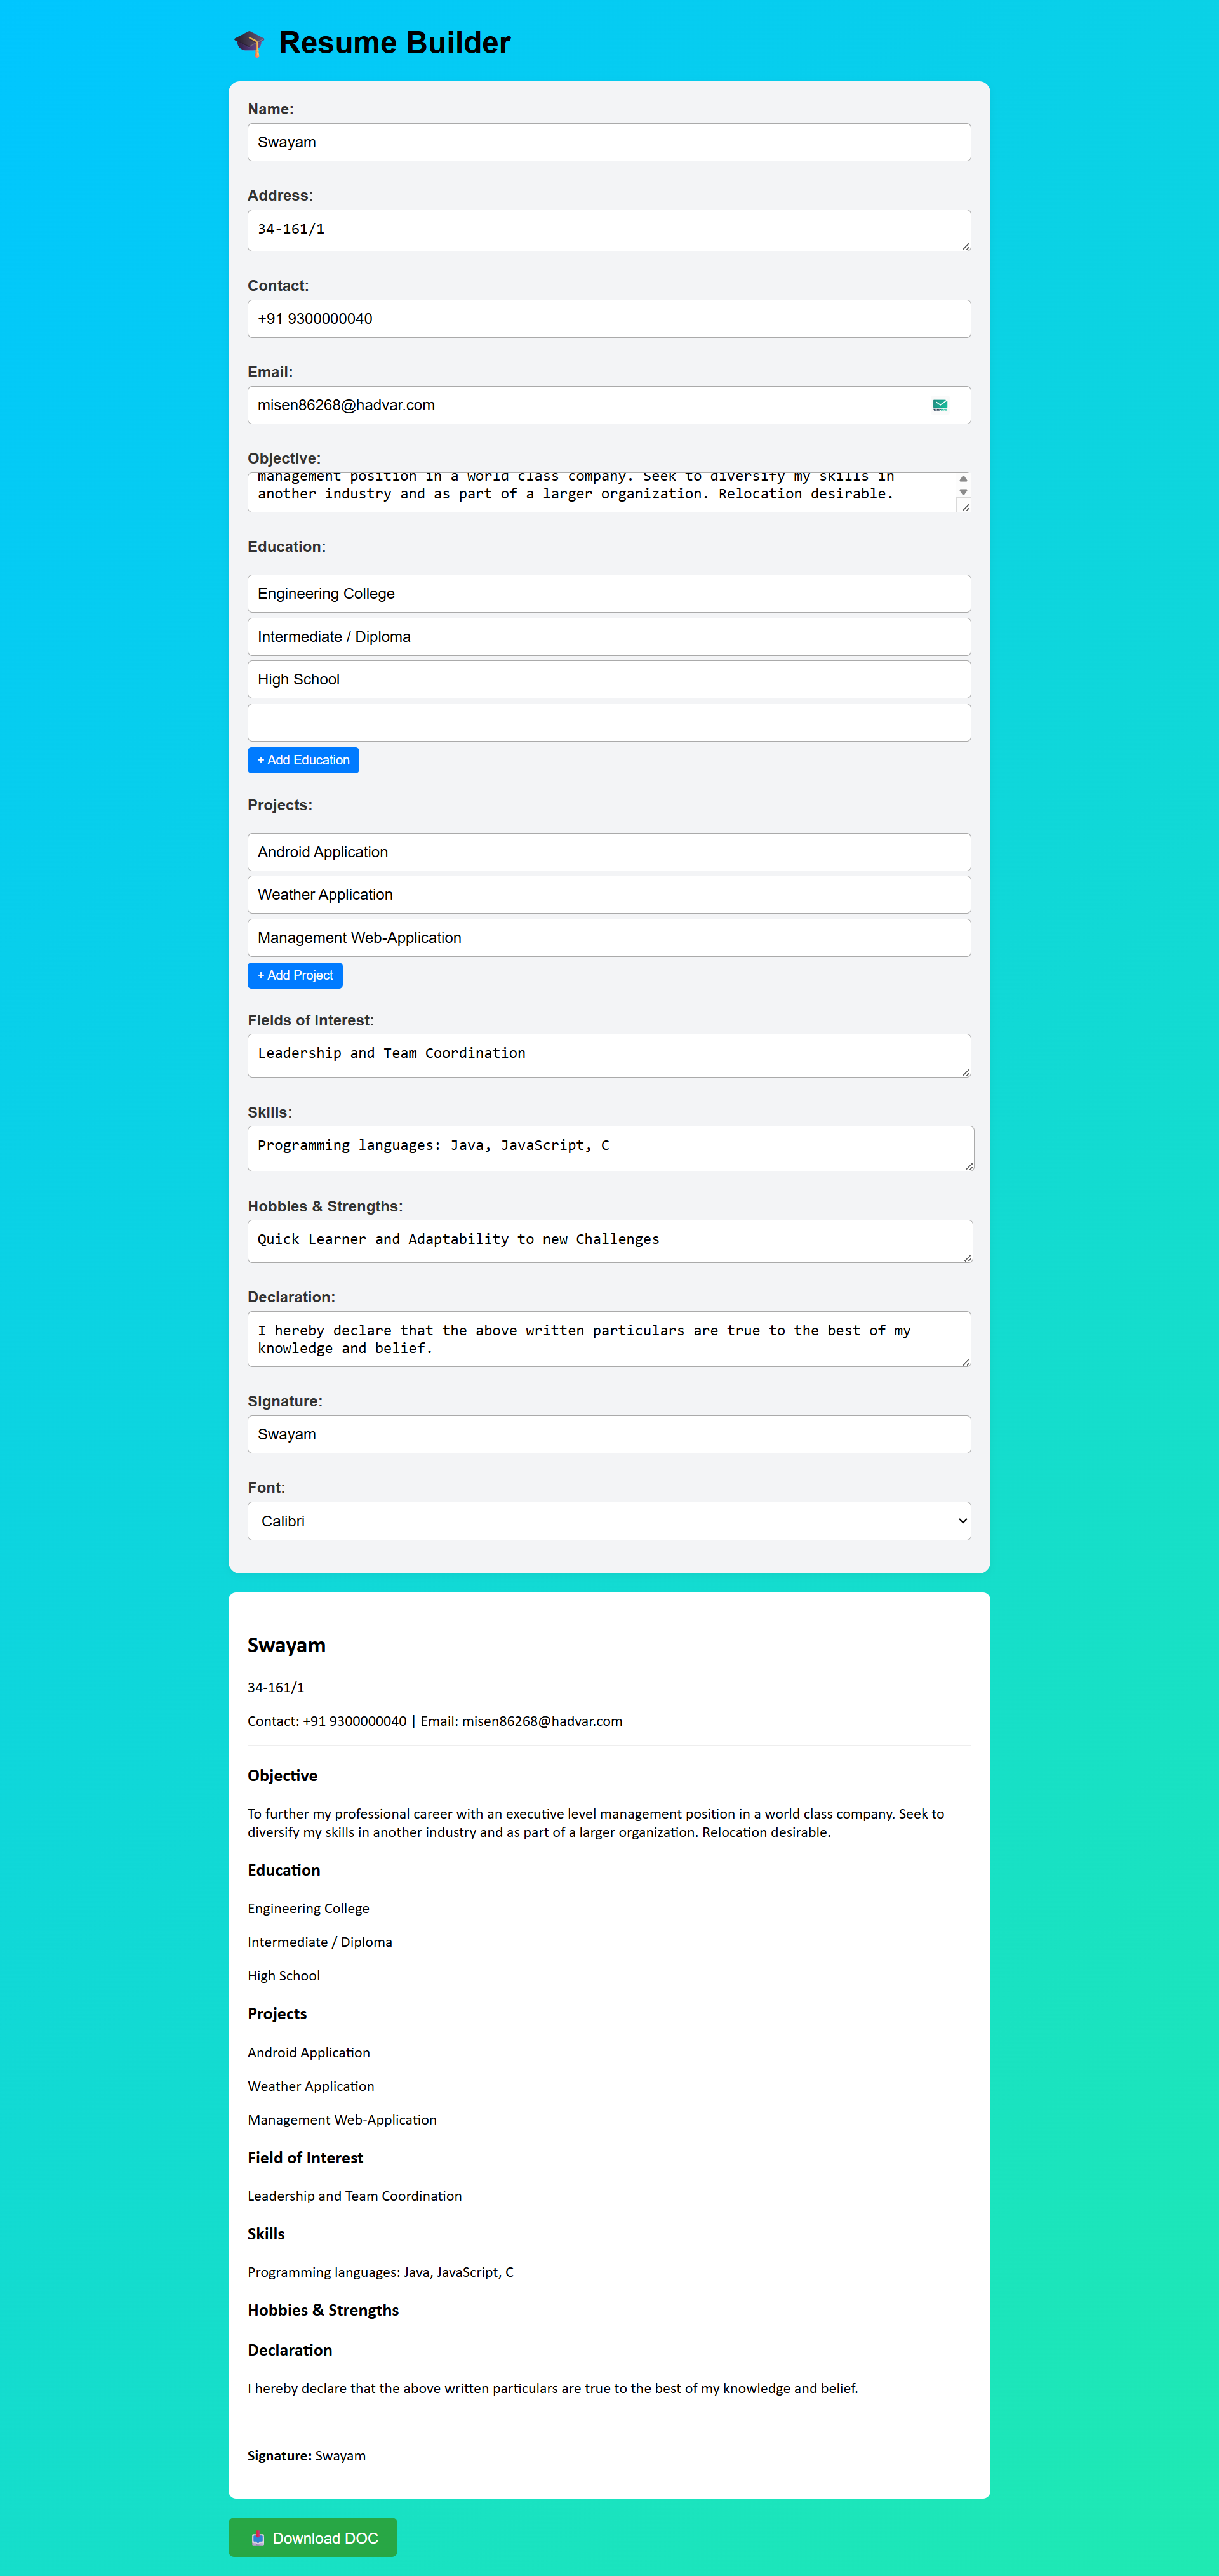 Resume Builder
Name:
Swayam
Address:
34-161/1
Contact:
+91 9300000040
Email:
misen86268@hadvar.com
Objective:
management position in a world class company. Seek to diversify my skills in
another industry and as part of a larger organization. Relocation desirable.
Education:
Engineering College
Intermediate / Diploma
High School
+ Add Education
Projects:
Android Application
Weather Application
Management Web-Application
+ Add Project
Fields of Interest:
Leadership and Team Coordination
Skills:
Programming languages: Java, JavaScript, C
Hobbies & Strengths:
Quick Learner and Adaptability to new Challenges
Declaration:
I hereby declare that the above written particulars are true to the best of my
knowledge and belief.
Signature:
Swayam
Font:
Calibri
Swayam
34-161/1
Contact: +91 9300000040 | Email: misen86268@hadvar.com
Objective
To further my professional career with an executive level management position in a world class company. Seek to
diversify my skills in another industry and as part of a larger organization. Relocation desirable.
Education
Engineering College
Intermediate / Diploma
High School
Projects
Android Application
Weather Application
Management Web-Application
Field of Interest
Leadership and Team Coordination
Skills
Programming languages: Java, JavaScript, C
Hobbies & Strengths
Declaration
I hereby declare that the above written particulars are true to the best of my knowledge and belief.
Signature: Swayam
Download DOC